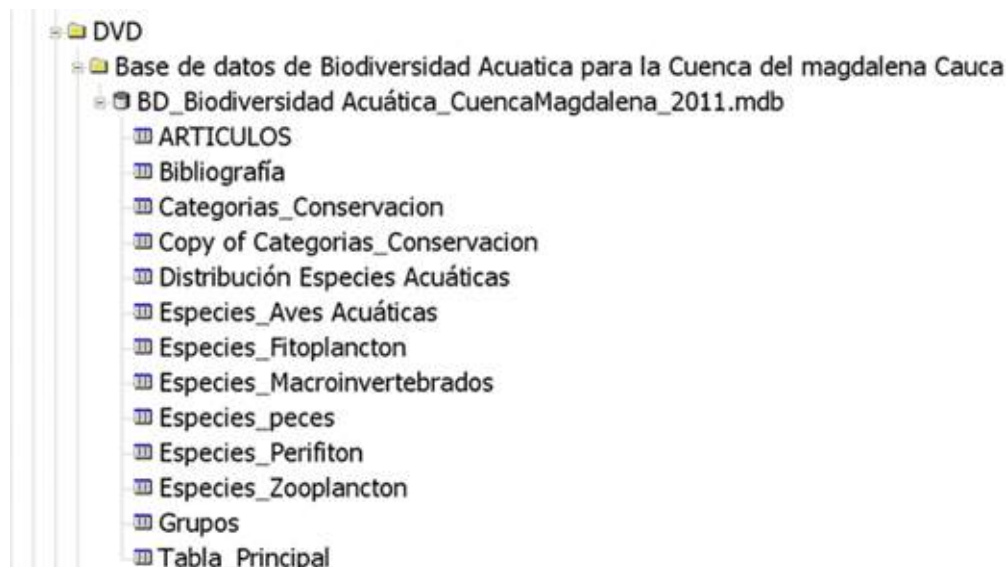 DVD
Base de datos de Biodiversidad Acuatica para la Cuenca del magdalena Cauca
BD_Biodiversidad Acuática_CuencaMagdalena_2011.mdb
ARTICULOS
Bibliografía
Categorias_Conservacion
Copy of Categorias_Conservacion
Distribución Especies Acuáticas
Especies_Aves Acuáticas
Especies_Fitoplancton
Especies_Macroinvertebrados
Especies_peces
Especies_Perifiton
Especies_Zooplancton
Grupos
Tabla_Principal